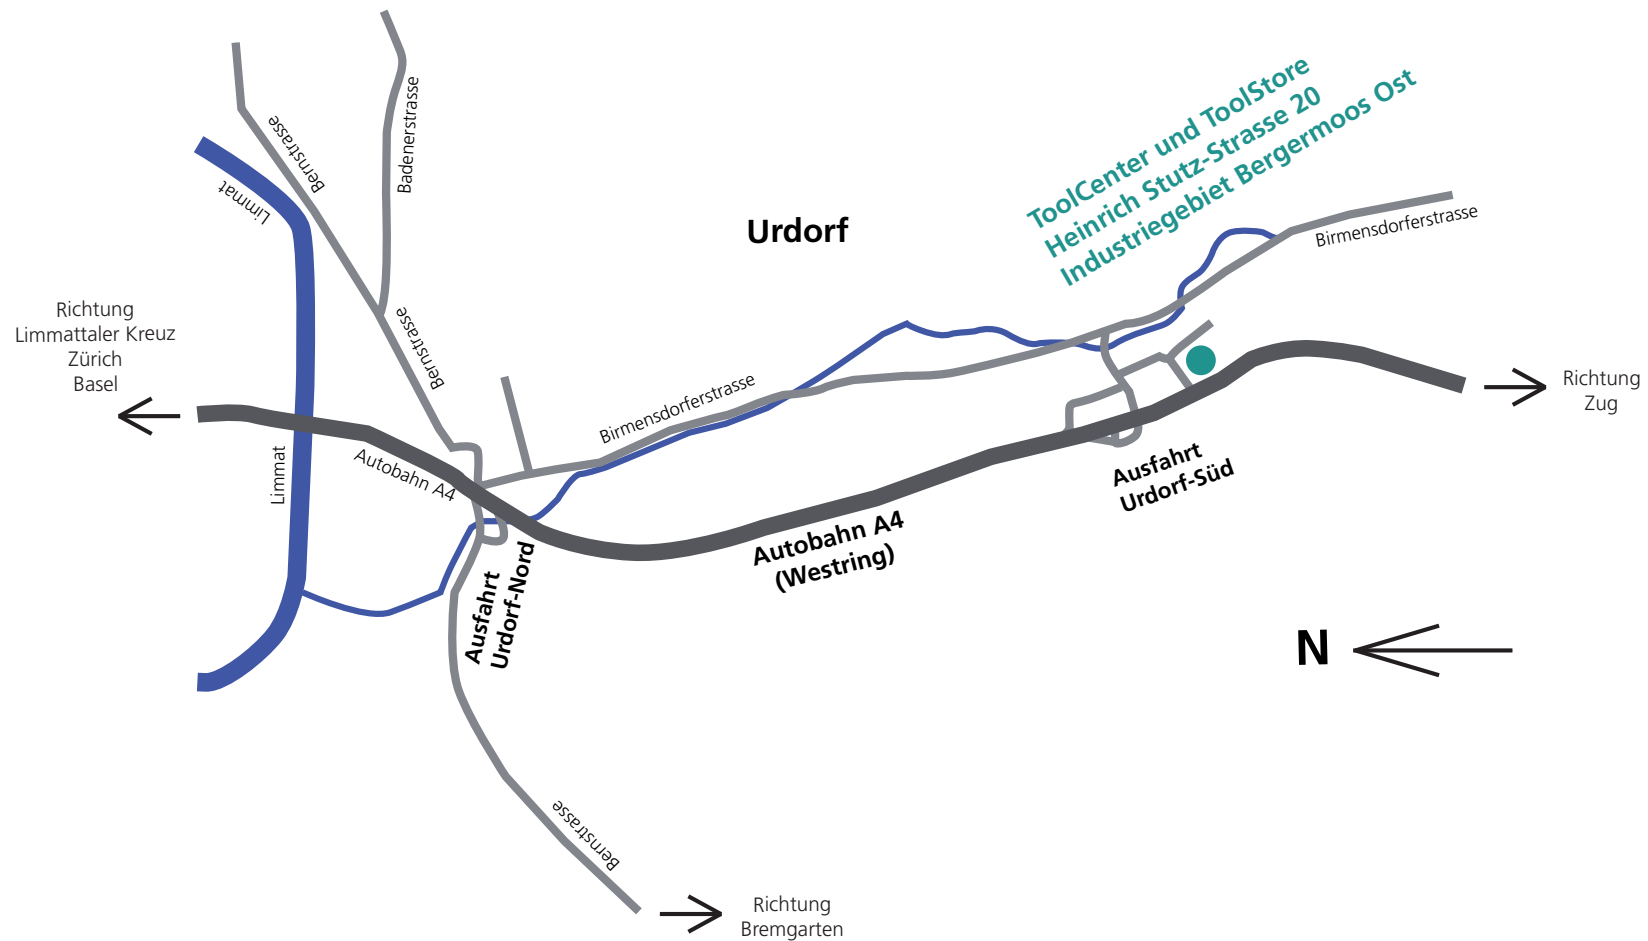 Bernstrasse
Badenerstrasse
Limmat
ToolCenter und ToolStore
Heinrich Stutz-Strasse 20
Industriegebiet Bergermoos Ost
Urdorf
Birmensdorferstrasse
Richtung
Limmattaler Kreuz
Zürich
Basel
Bernstrasse
Birmensdorferstrasse
Richtung
Zug
Limmat
Autobahn A4
Ausfahrt
Urdorf-Süd
Autobahn A4
(Westring)
Ausfahrt
Urdorf-Nord
N
Bernstrasse
Richtung
Bremgarten